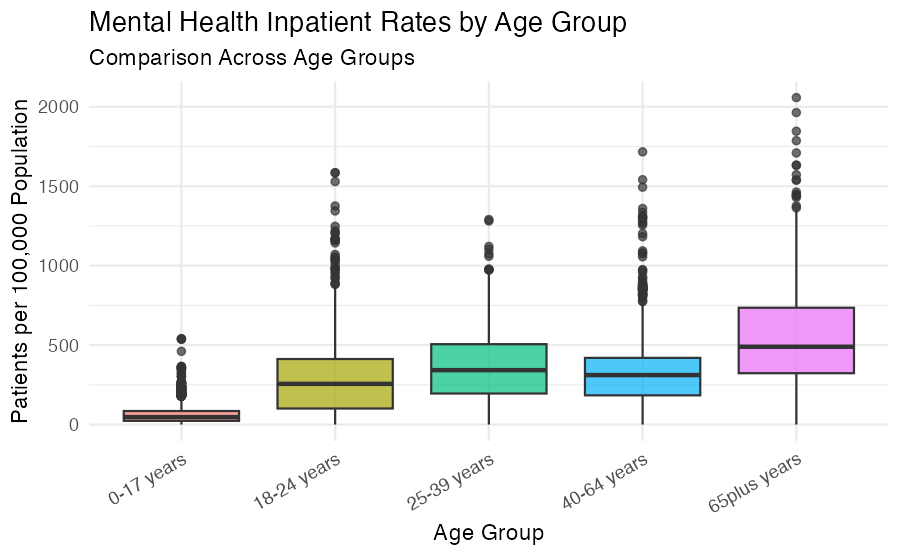 Mental Health Inpatient Rates by Age Group
Comparison Across Age Groups
Patients per 100,000 Population
2000
1500
1000
500
0
0-17 years
18-24 years
25-39 years
40-64 years
65plus years
Age Group